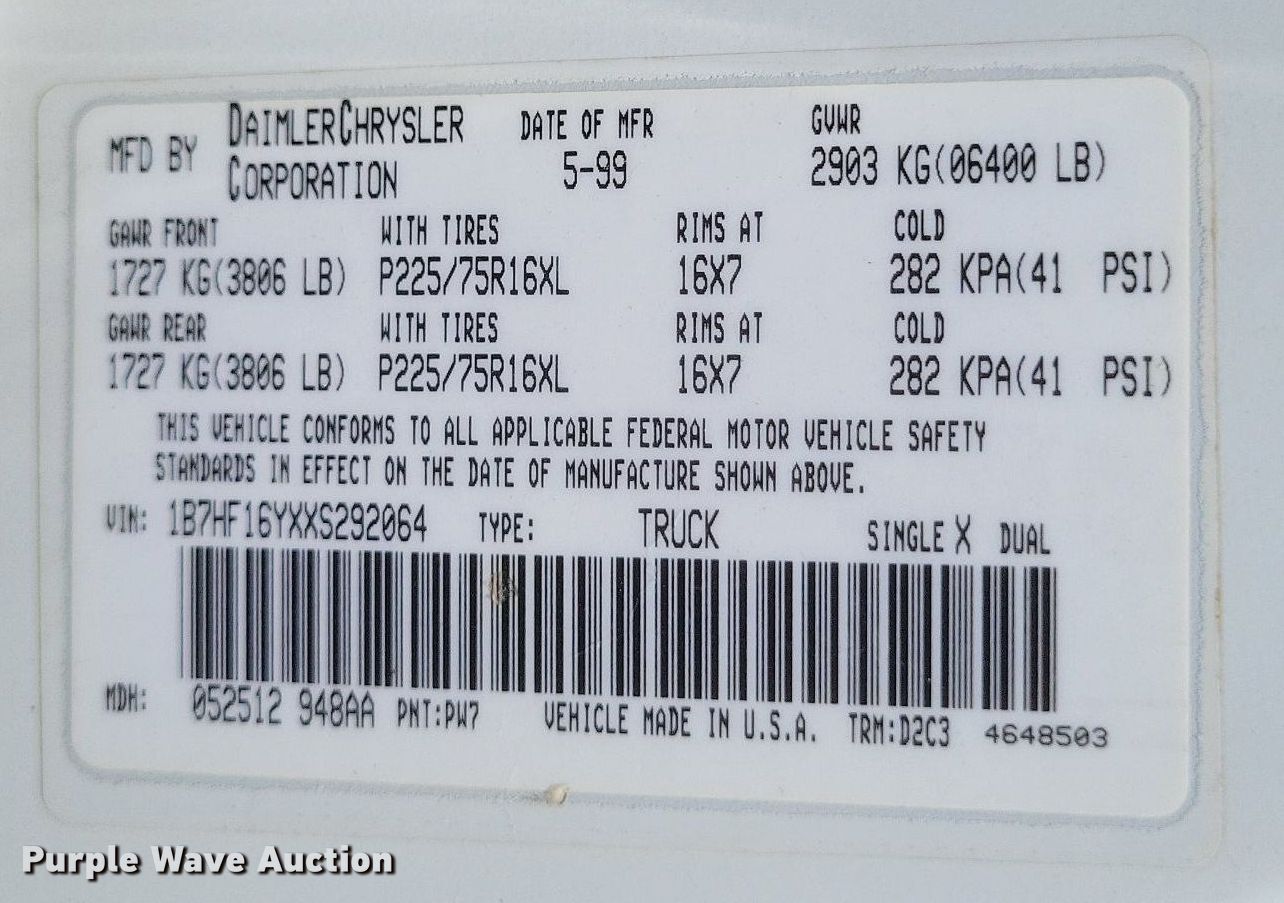 MFD BY DAIMLERCHRYSLER CORPORATION DATE OF MFR 5-99 GVWR 2903 KG(06400 LB)
GAWR FRONT WITH TIRES RIMS AT COLD
1727 KG(3806 LB) P225/75R16XL 16X7 282 KPA(41 PSI)
GAWR REAR WITH TIRES RIMS AT COLD
1727 KG(3806 LB) P225/75R16XL 16X7 282 KPA(41 PSI)
THIS VEHICLE CONFORMS TO ALL APPLICABLE FEDERAL MOTOR VEHICLE SAFETY
STANDARDS IN EFFECT ON THE DATE OF MANUFACTURE SHOWN ABOVE.
VIN: 1B7HF16YXXS292064 TYPE: TRUCK SINGLE X DUAL
MDH: 052512 948AA PNT:PW7 VEHICLE MADE IN U.S.A. TRM:D2C3 4648503
Purple Wave Auction